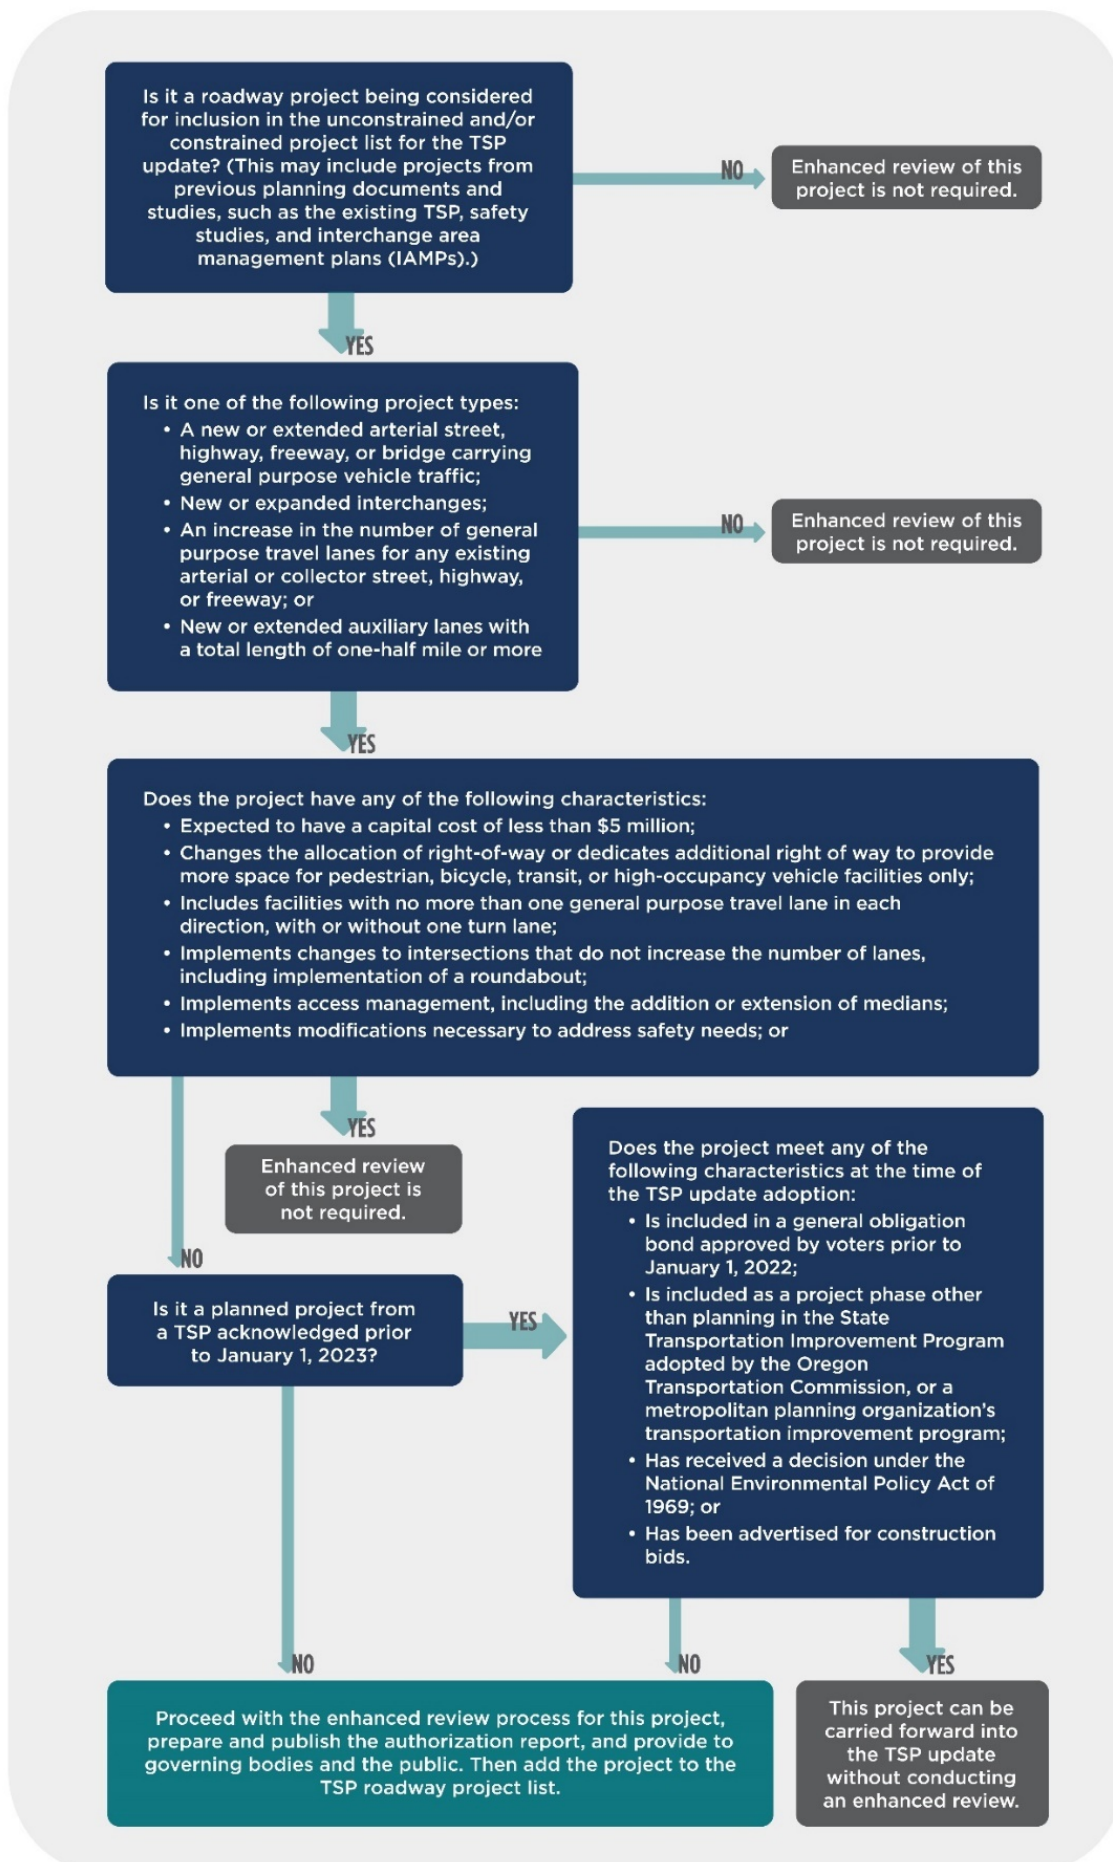 Is it a roadway project being considered
for inclusion in the unconstrained and/or
constrained project list for the TSP
update? (This may include projects from
previous planning documents and
studies, such as the existing TSP, safety
studies, and interchange area
management plans (IAMPs).)
NO
Enhanced review of this
project is not required.
YES
Is it one of the following project types:
• A new or extended arterial street,
highway, freeway, or bridge carrying
general purpose vehicle traffic;
• New or expanded interchanges;
• An increase in the number of general
purpose travel lanes for any existing
arterial or collector street, highway,
or freeway; or
• New or extended auxiliary lanes with
a total length of one-half mile or more
NO
Enhanced review of this
project is not required.
YES
Does the project have any of the following characteristics:
• Expected to have a capital cost of less than $5 million;
• Changes the allocation of right-of-way or dedicates additional right of way to provide
more space for pedestrian, bicycle, transit, or high-occupancy vehicle facilities only;
• Includes facilities with no more than one general purpose travel lane in each
direction, with or without one turn lane;
• Implements changes to intersections that do not increase the number of lanes,
including implementation of a roundabout;
• Implements access management, including the addition or extension of medians;
• Implements modifications necessary to address safety needs; or
YES
Enhanced review
of this project is
not required.
NO
Is it a planned project from
a TSP acknowledged prior
to January 1, 2023?
YES
Does the project meet any of the
following characteristics at the time of
the TSP update adoption:
• Is included in a general obligation
bond approved by voters prior to
January 1, 2022;
• Is included as a project phase other
than planning in the State
Transportation Improvement Program
adopted by the Oregon
Transportation Commission, or a
metropolitan planning organization's
transportation improvement program;
• Has received a decision under the
National Environmental Policy Act of
1969; or
• Has been advertised for construction
bids.
NO
NO
YES
Proceed with the enhanced review process for this project,
prepare and publish the authorization report, and provide to
governing bodies and the public. Then add the project to the
TSP roadway project list.
This project can be
carried forward into
the TSP update
without conducting
an enhanced review.